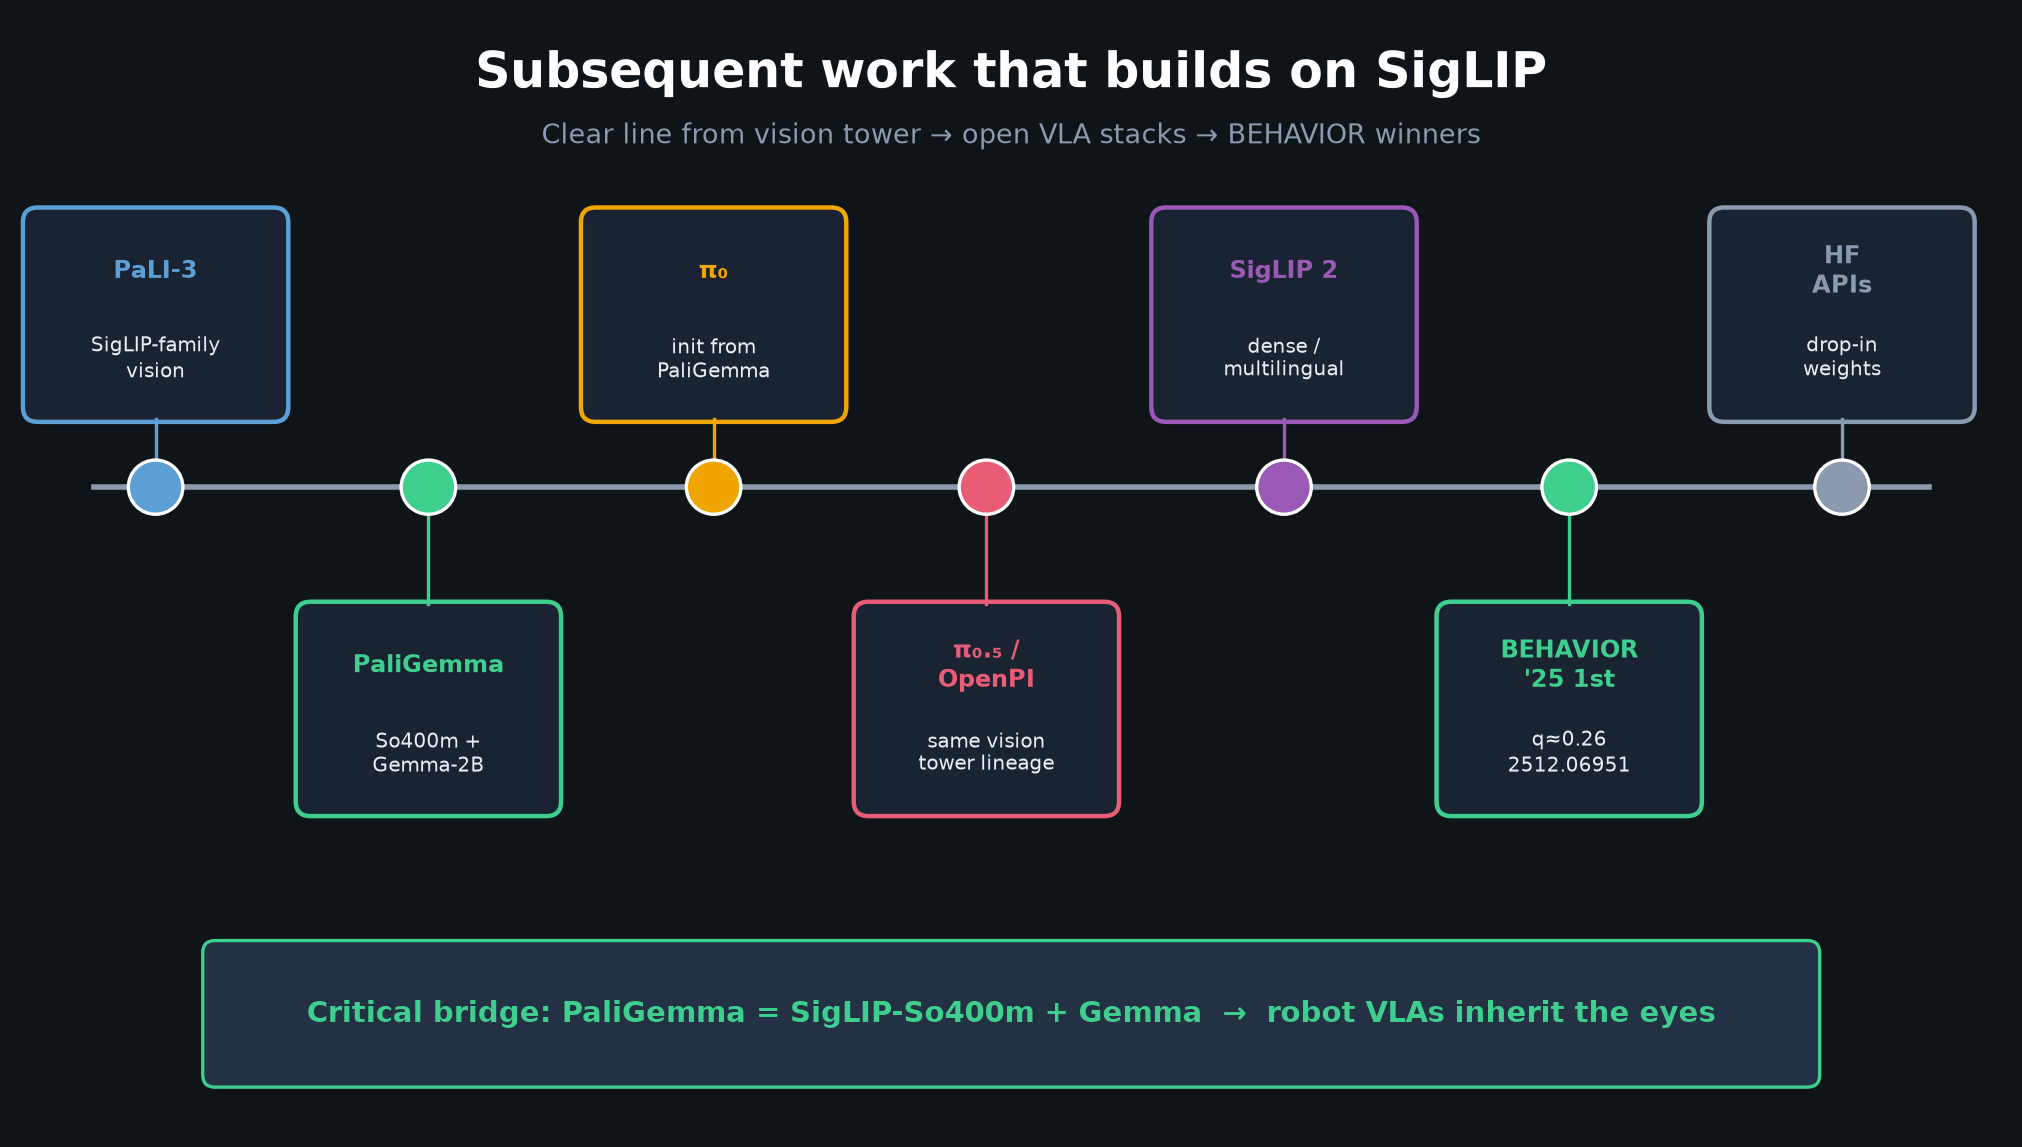 Subsequent work that builds on SigLIP
Clear line from vision tower → open VLA stacks → BEHAVIOR winners
PaLI-3
SigLIP-family
vision
PaliGemma
So400m +
Gemma-2B
π₀
init from
PaliGemma
π₀.₅ /
OpenPI
same vision
tower lineage
SigLIP 2
dense /
multilingual
BEHAVIOR
'25 1st
q≈0.26
2512.06951
HF
APIs
drop-in
weights
Critical bridge: PaliGemma = SigLIP-So400m + Gemma → robot VLAs inherit the eyes